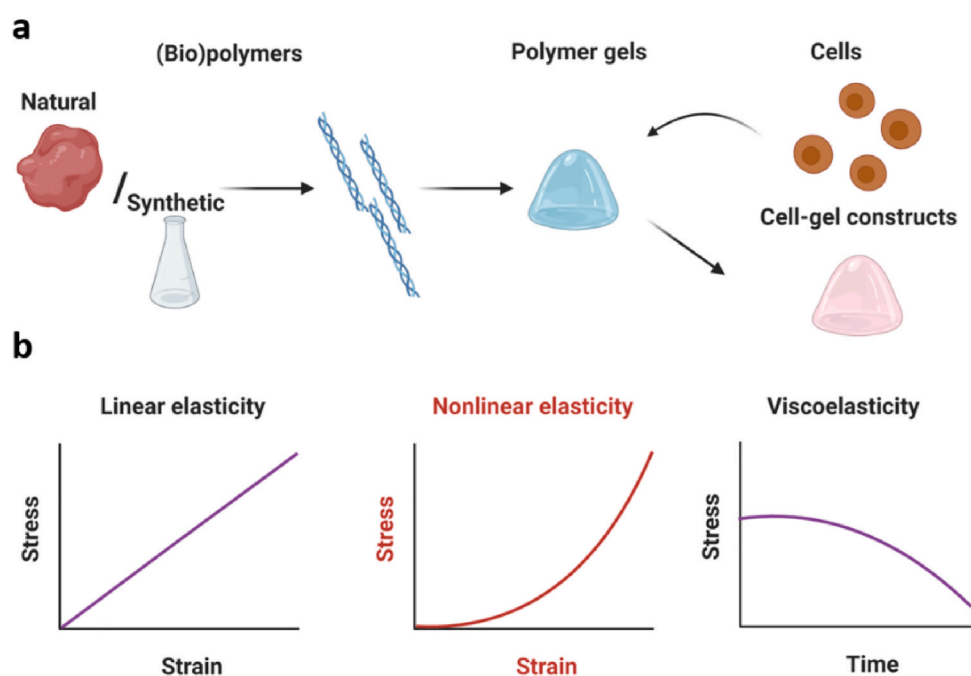 a
(Bio)polymers
Polymer gels
Cells
Natural
/
Synthetic
Cell-gel constructs
b
Linear elasticity
Nonlinear elasticity
Viscoelasticity
Stress
Strain
Stress
Strain
Stress
Time